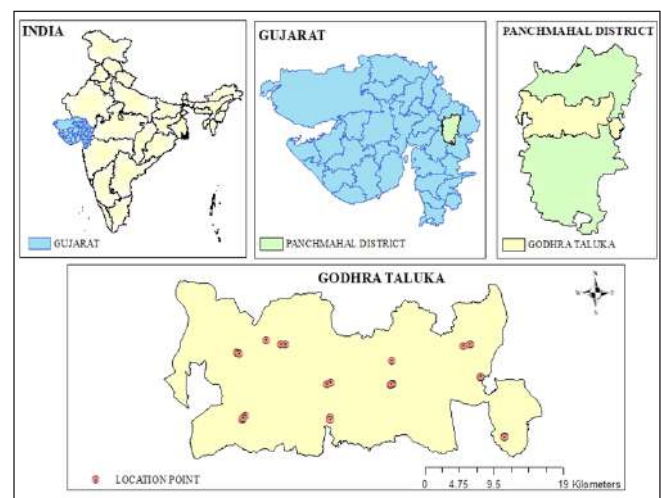 INDIA
GUJARAT
GUJARAT
PANCHMAHAL DISTRICT
PANCHMAHAL DISTRICT
GODHRA TALUKA
GODHRA TALUKA
N
LOCATION POINT
0 4.75 9.5 19 Kilometers